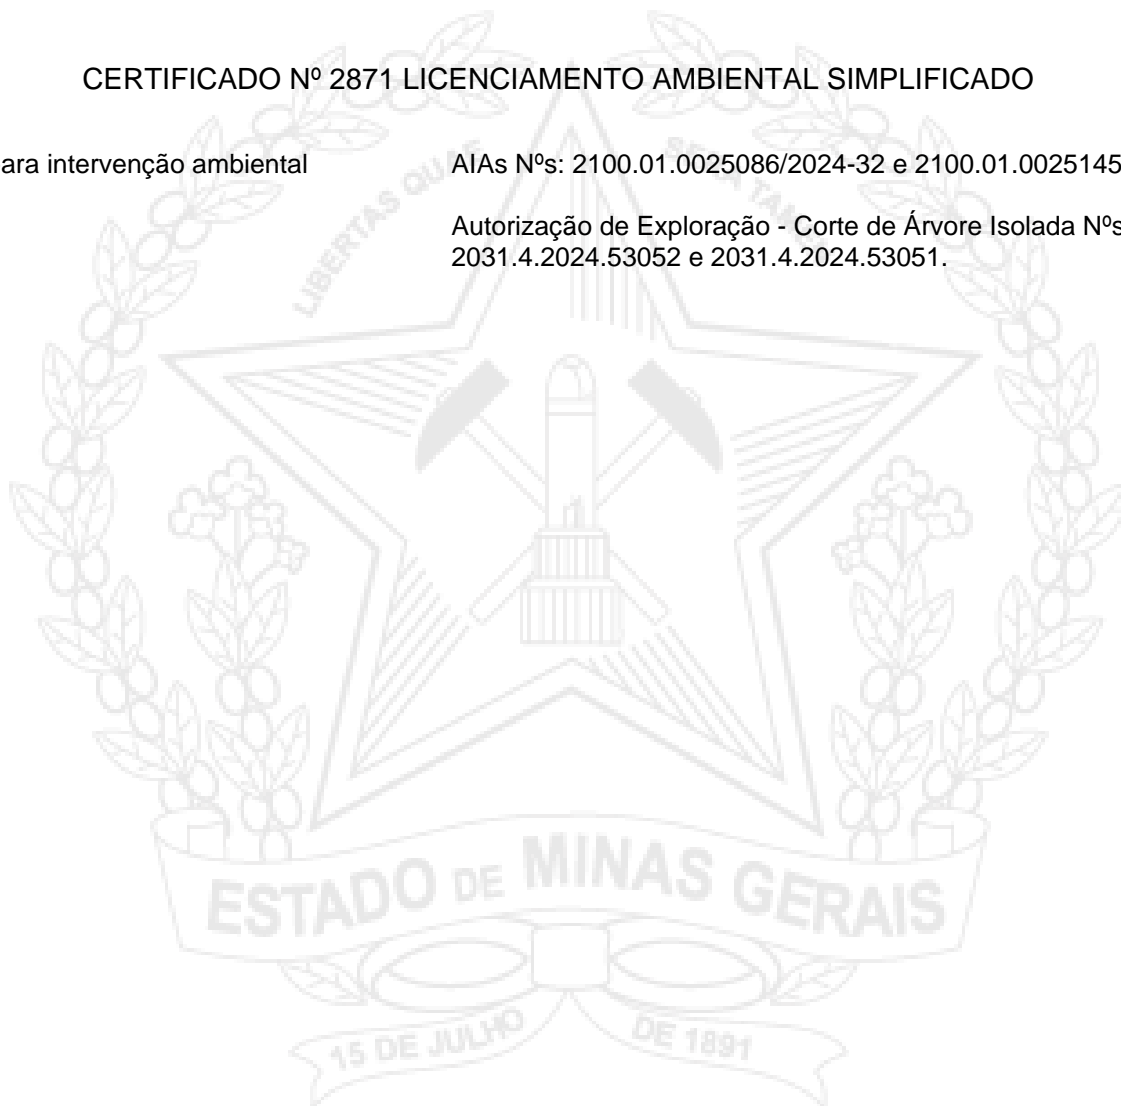 CERTIFICADO Nº 2871 LICENCIAMENTO AMBIENTAL SIMPLIFICADO
ara intervenção ambiental AIAs Nºs: 2100.01.0025086/2024-32 e 2100.01.0025145
Autorização de Exploração - Corte de Árvore Isolada Nºs
2031.4.2024.53052 e 2031.4.2024.53051.
LIBERTAS QUAE SERA TAMEN
ESTADO DE MINAS GERAIS
15 DE JULHO DE 1891